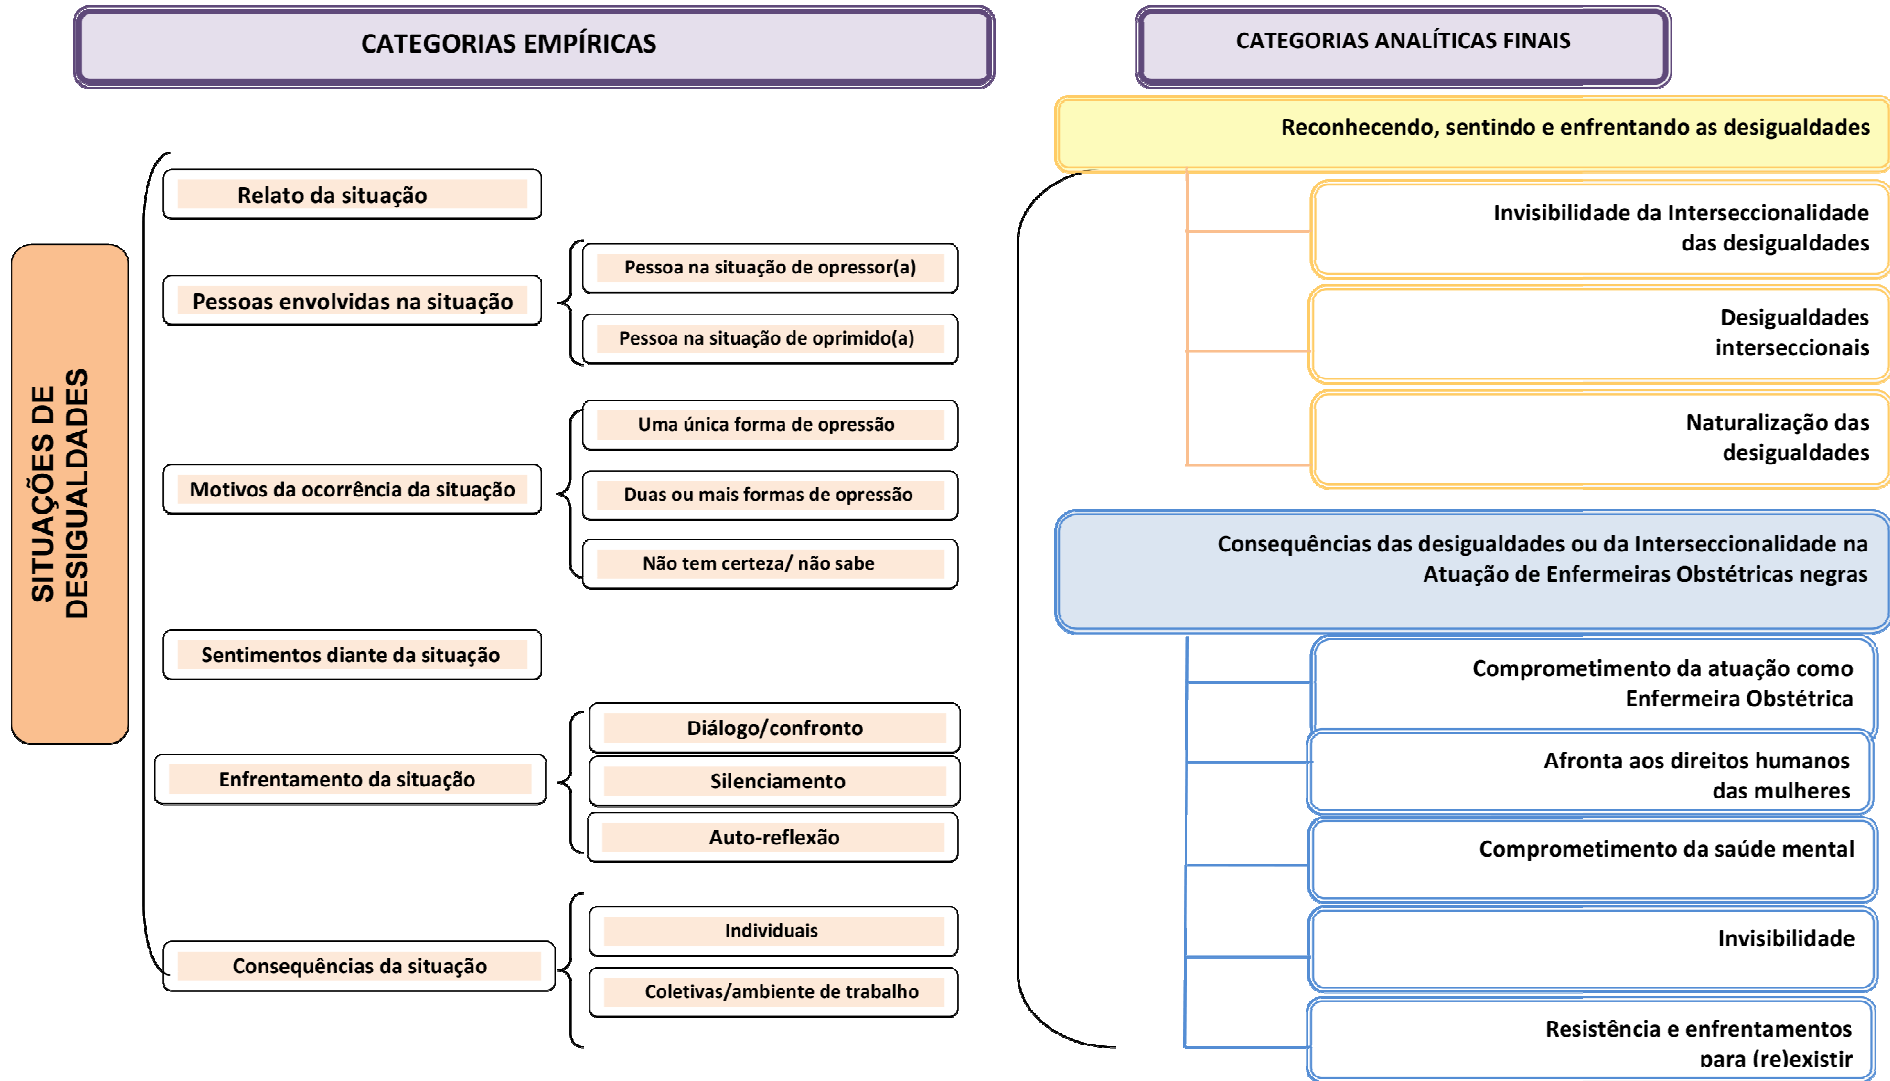 CATEGORIAS EMPÍRICAS
SITUAÇÕES DE
DESIGUALDADES
Relato da situação
Pessoas envolvidas na situação
Pessoa na situação de opressor(a)
Pessoa na situação de oprimido(a)
Motivos da ocorrência da situação
Uma única forma de opressão
Duas ou mais formas de opressão
Não tem certeza/ não sabe
Sentimentos diante da situação
Enfrentamento da situação
Diálogo/confronto
Silenciamento
Auto-reflexão
Consequências da situação
Individuais
Coletivas/ambiente de trabalho
CATEGORIAS ANALÍTICAS FINAIS
Reconhecendo, sentindo e enfrentando as desigualdades
Invisibilidade da Interseccionalidade
das desigualdades
Desigualdades
interseccionais
Naturalização das
desigualdades
Consequências das desigualdades ou da Interseccionalidade na
Atuação de Enfermeiras Obstétricas negras
Comprometimento da atuação como
Enfermeira Obstétrica
Afronta aos direitos humanos
das mulheres
Comprometimento da saúde mental
Invisibilidade
Resistência e enfrentamentos
para (re)existir